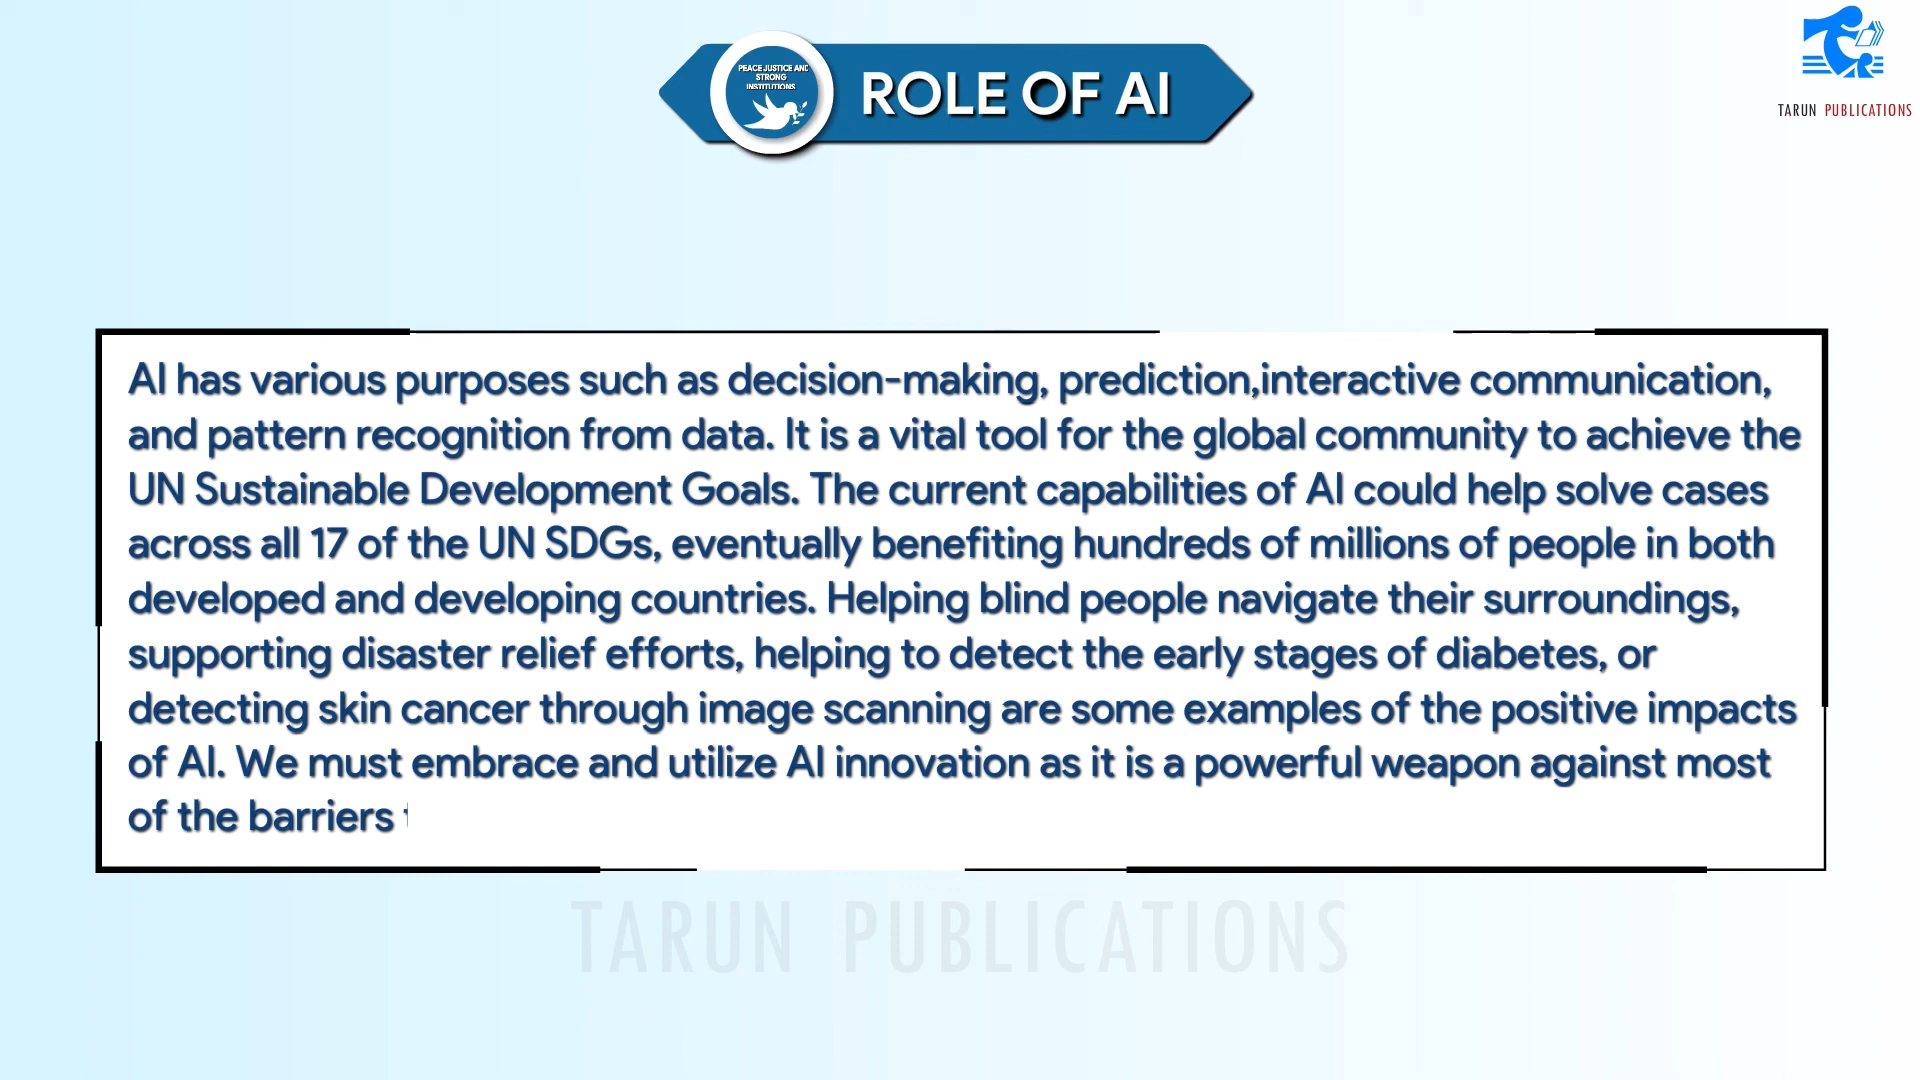 PEACE JUSTICE AND
STRONG
INSTITUTIONS
ROLE OF AI
TARUN PUBLICATIONS
AI has various purposes such as decision-making, prediction,interactive communication,
and pattern recognition from data. It is a vital tool for the global community to achieve the
UN Sustainable Development Goals. The current capabilities of AI could help solve cases
across all 17 of the UN SDGs, eventually benefiting hundreds of millions of people in both
developed and developing countries. Helping blind people navigate their surroundings,
supporting disaster relief efforts, helping to detect the early stages of diabetes, or
detecting skin cancer through image scanning are some examples of the positive impacts
of AI. We must embrace and utilize AI innovation as it is a powerful weapon against most
of the barriers
TARUN PUBLICATIONS